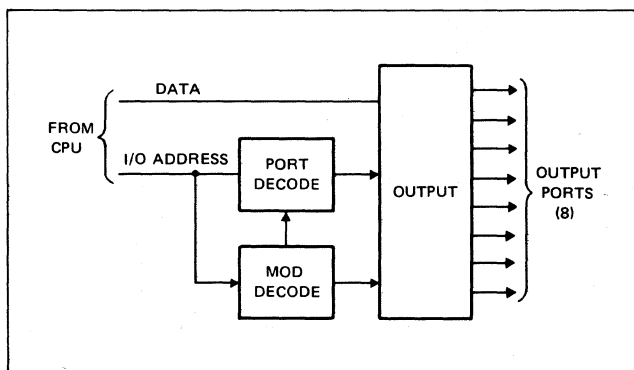 DATA
FROM
CPU
I/O ADDRESS
PORT
DECODE
OUTPUT
OUTPUT
PORTS
(8)
MOD
DECODE